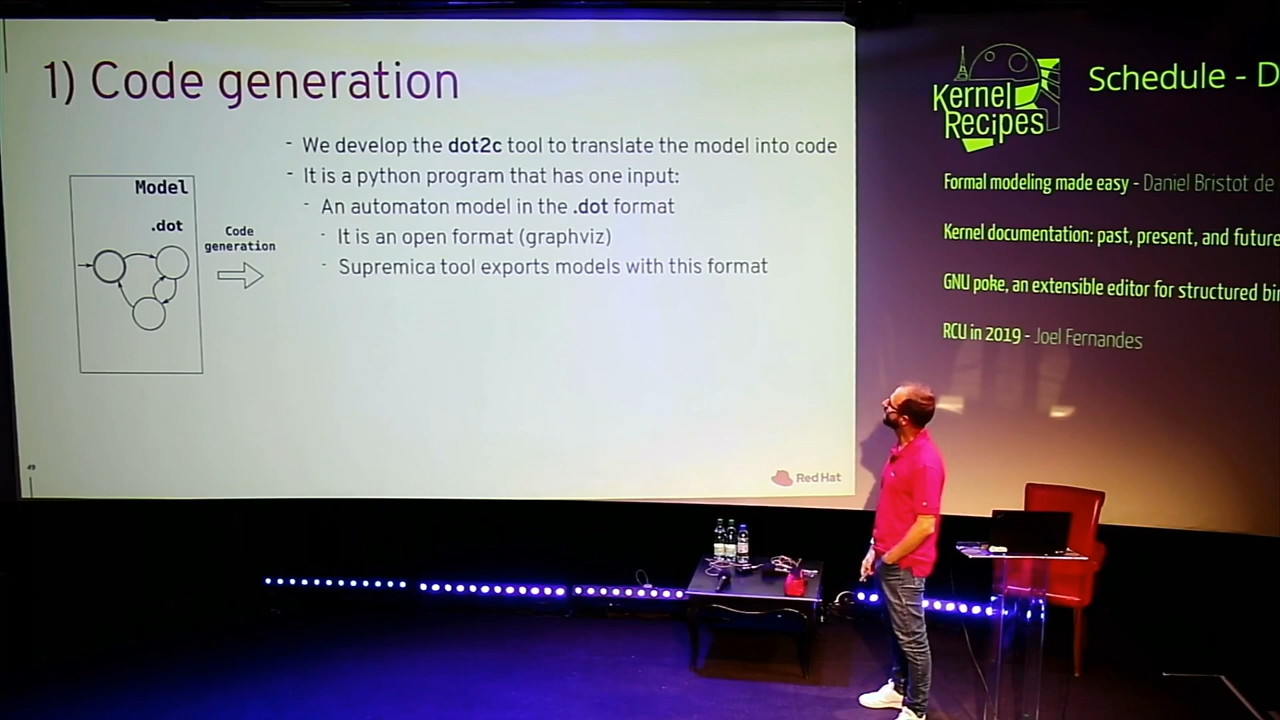 1) Code generation
- We develop the dot2c tool to translate the model into code
- It is a python program that has one input:
- An automaton model in the .dot format
- It is an open format (graphviz)
- Supremica tool exports models with this format
Model
.dot
Code
generation
49
Red Hat
Kernel
Recipes
Schedule - D
Formal modeling made easy - Daniel Bristot de
Kernel documentation: past, present, and future
GNU poke, an extensible editor for structured bin
RCU in 2019 - Joel Fernandes